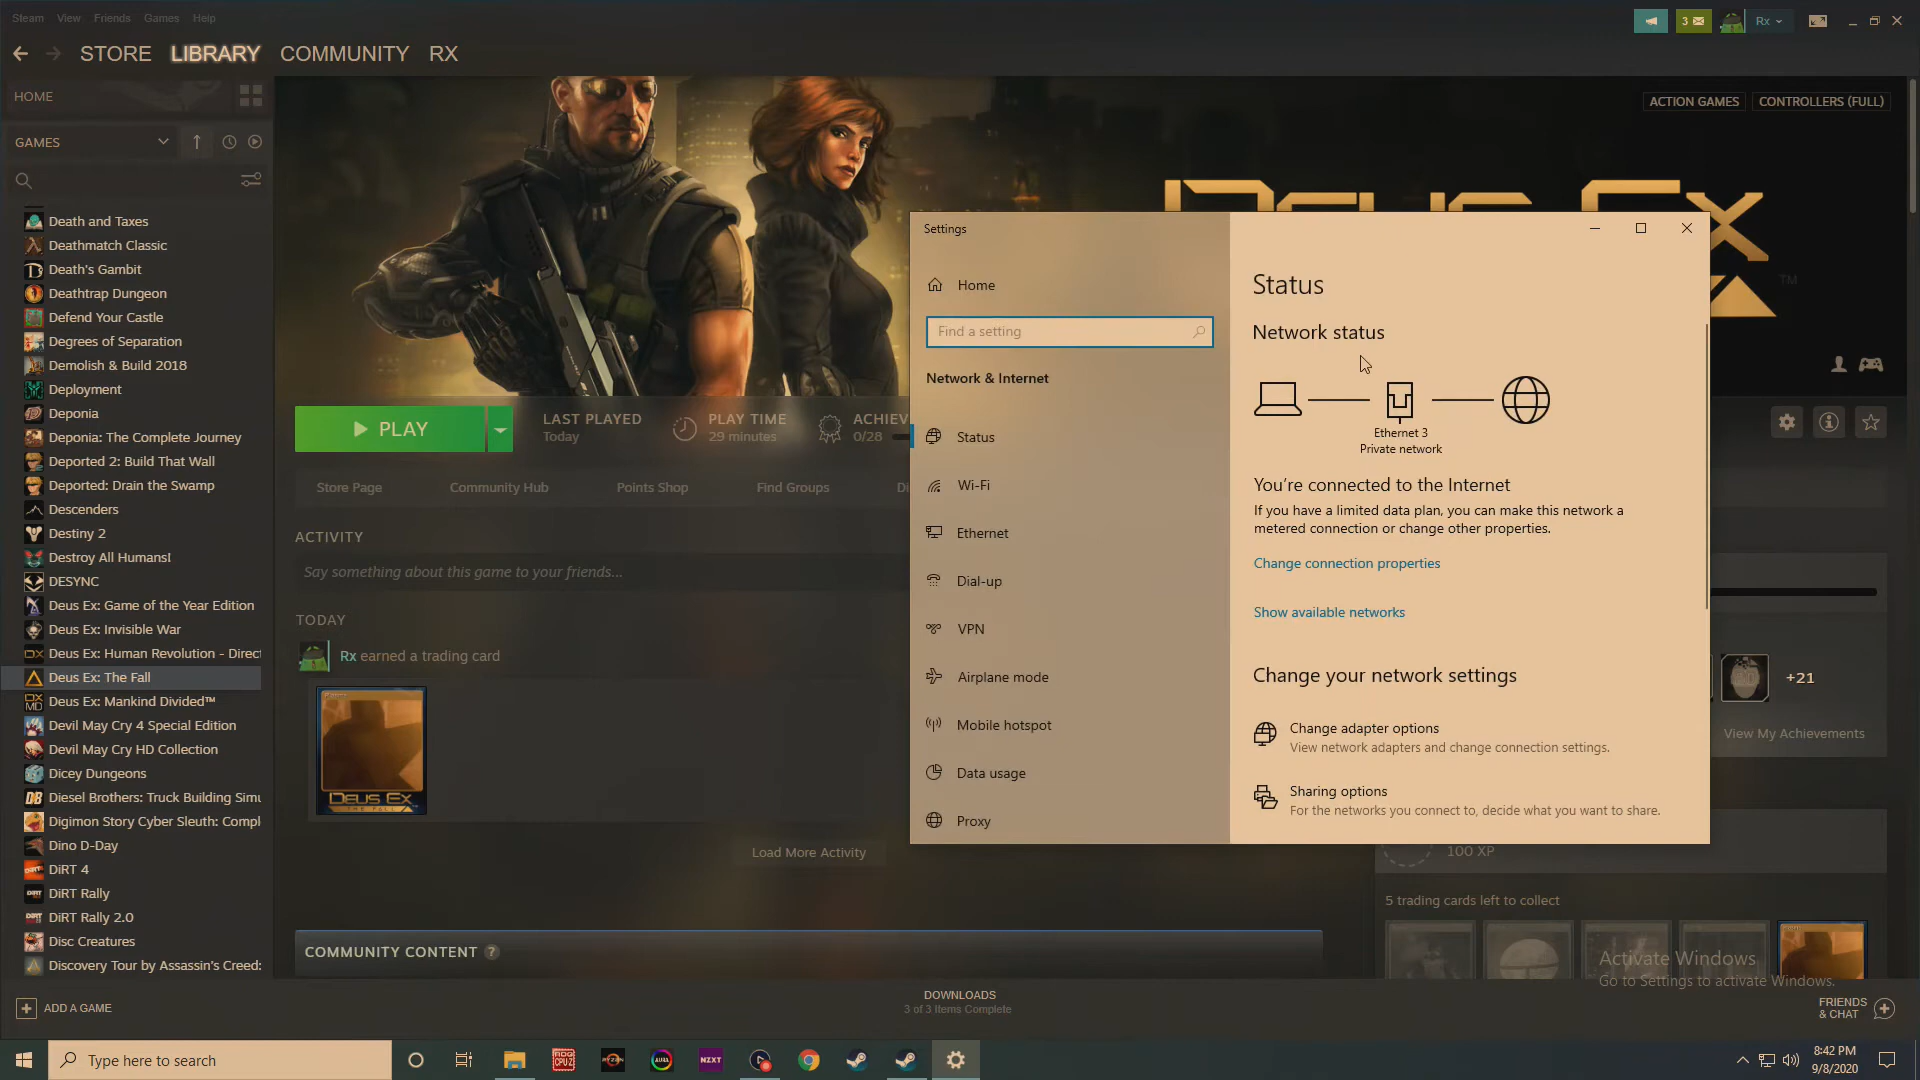 Steam View Friends Games Help
3
Rx
STORE LIBRARY COMMUNITY RX
HOME
ACTION GAMES CONTROLLERS (FULL)
GAMES
Death and Taxes
Deathmatch Classic
Death's Gambit
Deathtrap Dungeon
Defend Your Castle
Degrees of Separation
Demolish & Build 2018
Deployment
Deponia
Deponia: The Complete Journey
Deported 2: Build That Wall
Deported: Drain the Swamp
Descenders
Destiny 2
Destroy All Humans!
DESYNC
Deus Ex: Game of the Year Edition
Deus Ex: Invisible War
Deus Ex: Human Revolution - Direct
Deus Ex: The Fall
Deus Ex: Mankind Divided™
Devil May Cry 4 Special Edition
Devil May Cry HD Collection
Dicey Dungeons
Diesel Brothers: Truck Building Simu
Digimon Story Cyber Sleuth: Compl
Dino D-Day
DiRT 4
DiRT Rally
DiRT Rally 2.0
Disc Creatures
Discovery Tour by Assassin's Creed:
ADD A GAME
DEUS EX
TM
PLAY
LAST PLAYED
Today
PLAY TIME
29 minutes
ACHIEV
0/28
Store Page Community Hub Points Shop Find Groups Di
ACTIVITY
Say something about this game to your friends...
TODAY
Rx earned a trading card
DEUS EX
THE FALL
Load More Activity
COMMUNITY CONTENT ?
Settings
Home
Find a setting
Network & Internet
Status
Wi-Fi
Ethernet
Dial-up
VPN
Airplane mode
Mobile hotspot
Data usage
Proxy
Status
Network status
Ethernet 3
Private network
You're connected to the Internet
If you have a limited data plan, you can make this network a
metered connection or change other properties.
Change connection properties
Show available networks
Change your network settings
Change adapter options
View network adapters and change connection settings.
Sharing options
For the networks you connect to, decide what you want to share.
+21
View My Achievements
100 XP
5 trading cards left to collect
Activate Windows
Go to Settings to activate Windows.
DOWNLOADS
3 of 3 Items Complete
FRIENDS
& CHAT
Type here to search
CPU-Z
RYZEN
AURA
NZXT
8:42 PM
9/8/2020